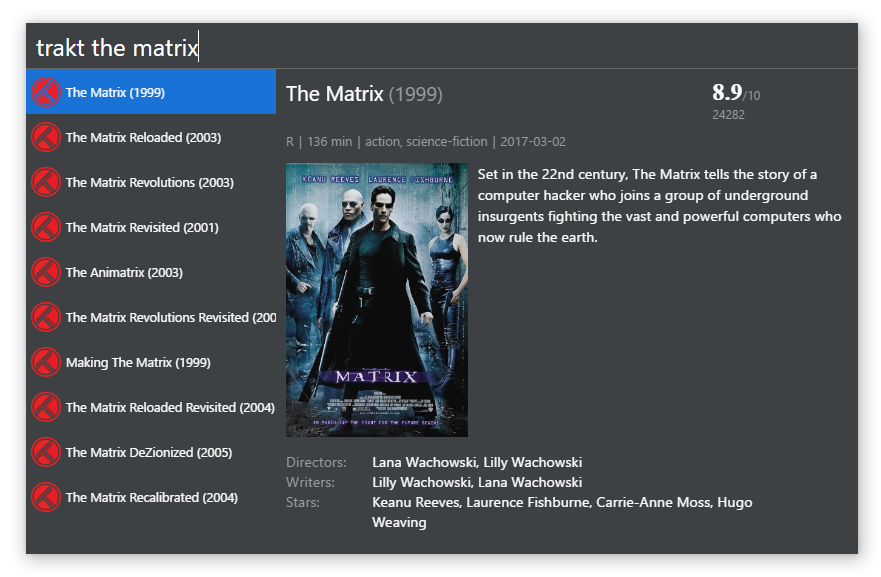 trakt the matrix
The Matrix (1999)
The Matrix Reloaded (2003)
The Matrix Revolutions (2003)
The Matrix Revisited (2001)
The Animatrix (2003)
The Matrix Revolutions Revisited (200
Making The Matrix (1999)
The Matrix Reloaded Revisited (2004)
The Matrix DeZionized (2005)
The Matrix Recalibrated (2004)
The Matrix (1999)
8.9/10
24282
R | 136 min | action, science-fiction | 2017-03-02
KEANU REEVES LAURENCE FISHBURNE
MATRIX
ON MARCH 31ST THE FIGHT FOR THE FUTURE BEGINS
Set in the 22nd century, The Matrix tells the story of a
computer hacker who joins a group of underground
insurgents fighting the vast and powerful computers who
now rule the earth.
Directors: Lana Wachowski, Lilly Wachowski
Writers: Lilly Wachowski, Lana Wachowski
Stars: Keanu Reeves, Laurence Fishburne, Carrie-Anne Moss, Hugo
Weaving